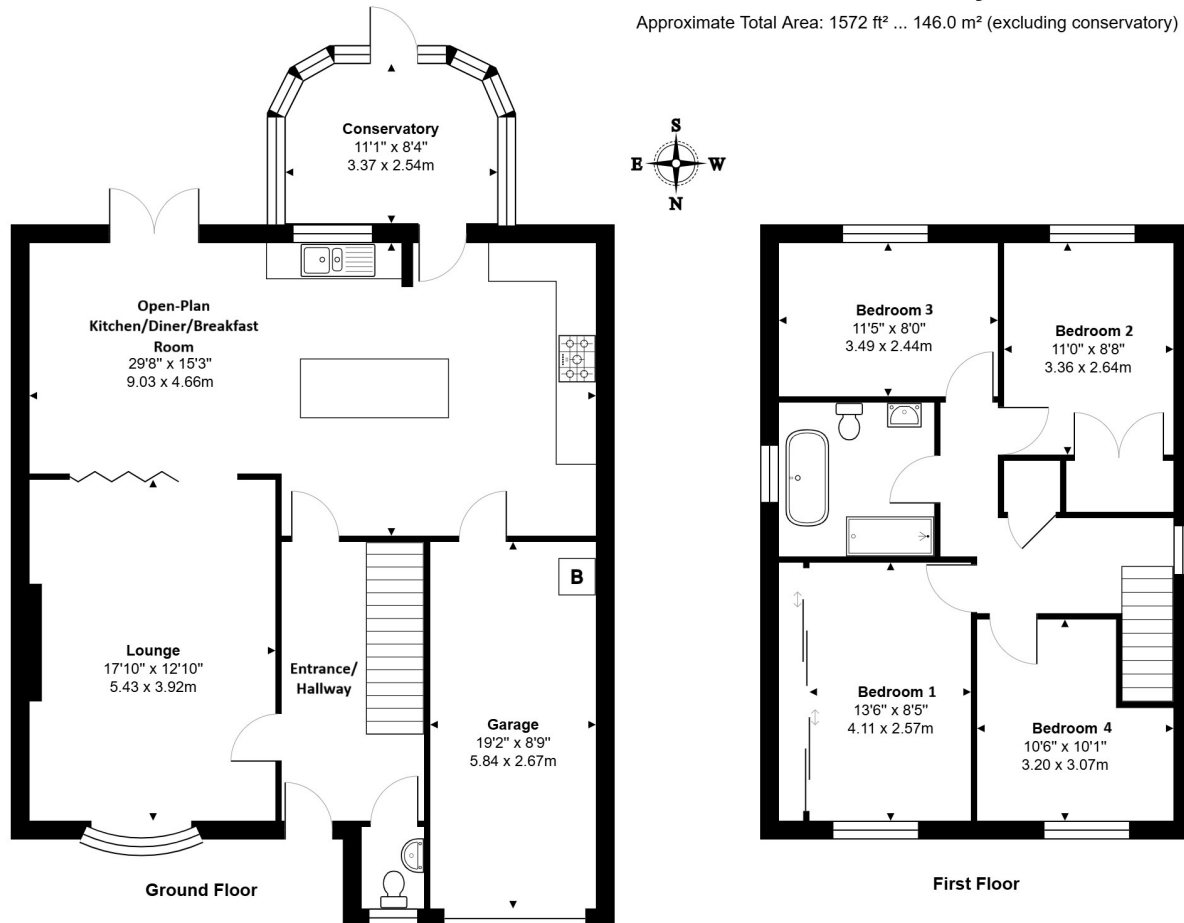 Approximate Total Area: 1572 ft² ... 146.0 m² (excluding conservatory)
S
E
W
N
Conservatory
11'1" x 8'4"
3.37 x 2.54m
Open-Plan
Kitchen/Diner/Breakfast
Room
29'8" x 15'3"
9.03 x 4.66m
Lounge
17'10" x 12'10"
5.43 x 3.92m
Entrance/
Hallway
B
Garage
19'2" x 8'9"
5.84 x 2.67m
Ground Floor
Bedroom 3
11'5" x 8'0"
3.49 x 2.44m
Bedroom 2
11'0" x 8'8"
3.36 x 2.64m
Bedroom 1
13'6" x 8'5"
4.11 x 2.57m
Bedroom 4
10'6" x 10'1"
3.20 x 3.07m
First Floor